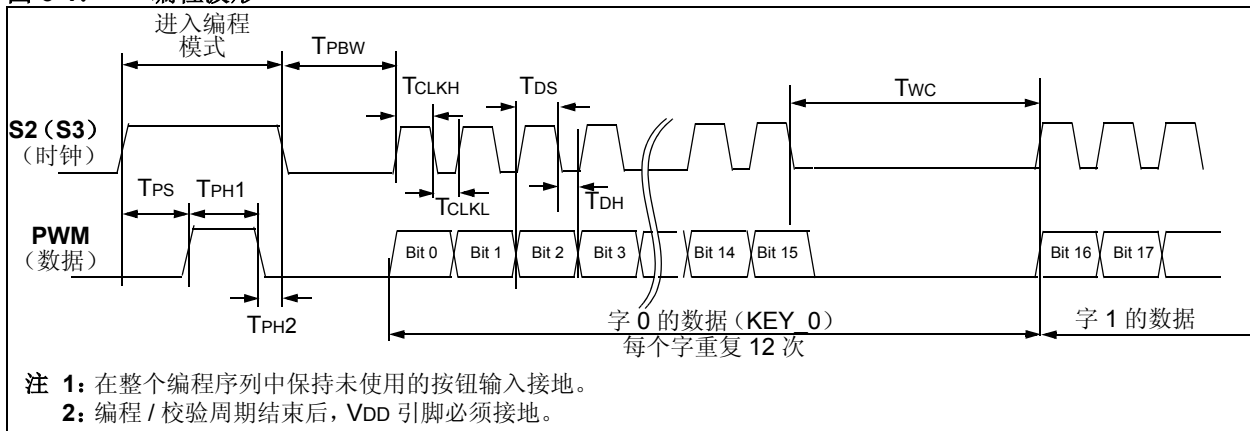 进入编程
模式
TPBW
TCLKH
TDS
TWC
S2（S3）
（时钟）
TPS
TPH1
TCLKL
TDH
PWM
（数据）
Bit 0
Bit 1
Bit 2
Bit 3
Bit 14
Bit 15
Bit 16
Bit 17
TPH2
字 0 的数据（KEY_0）
每个字重复 12 次
字 1 的数据
注 1：在整个编程序列中保持未使用的按钮输入接地。
2：编程 / 校验周期结束后，VDD 引脚必须接地。